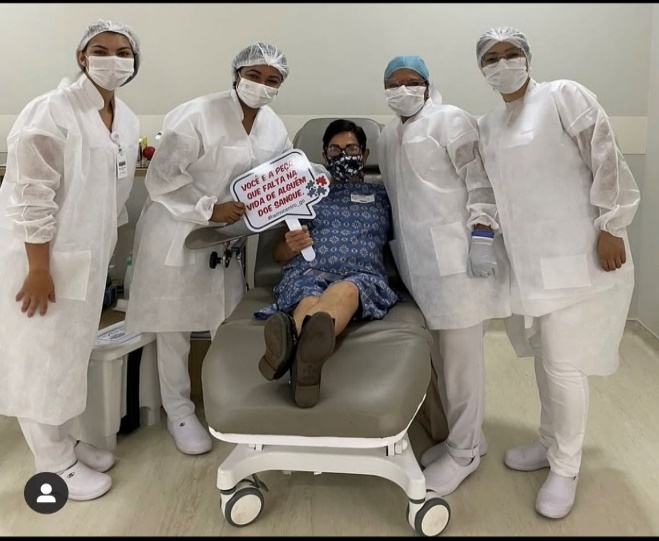 VOCÊ É A PEÇA
QUE FALTA NA
VIDA DE ALGUÉM
DOE SANGUE.